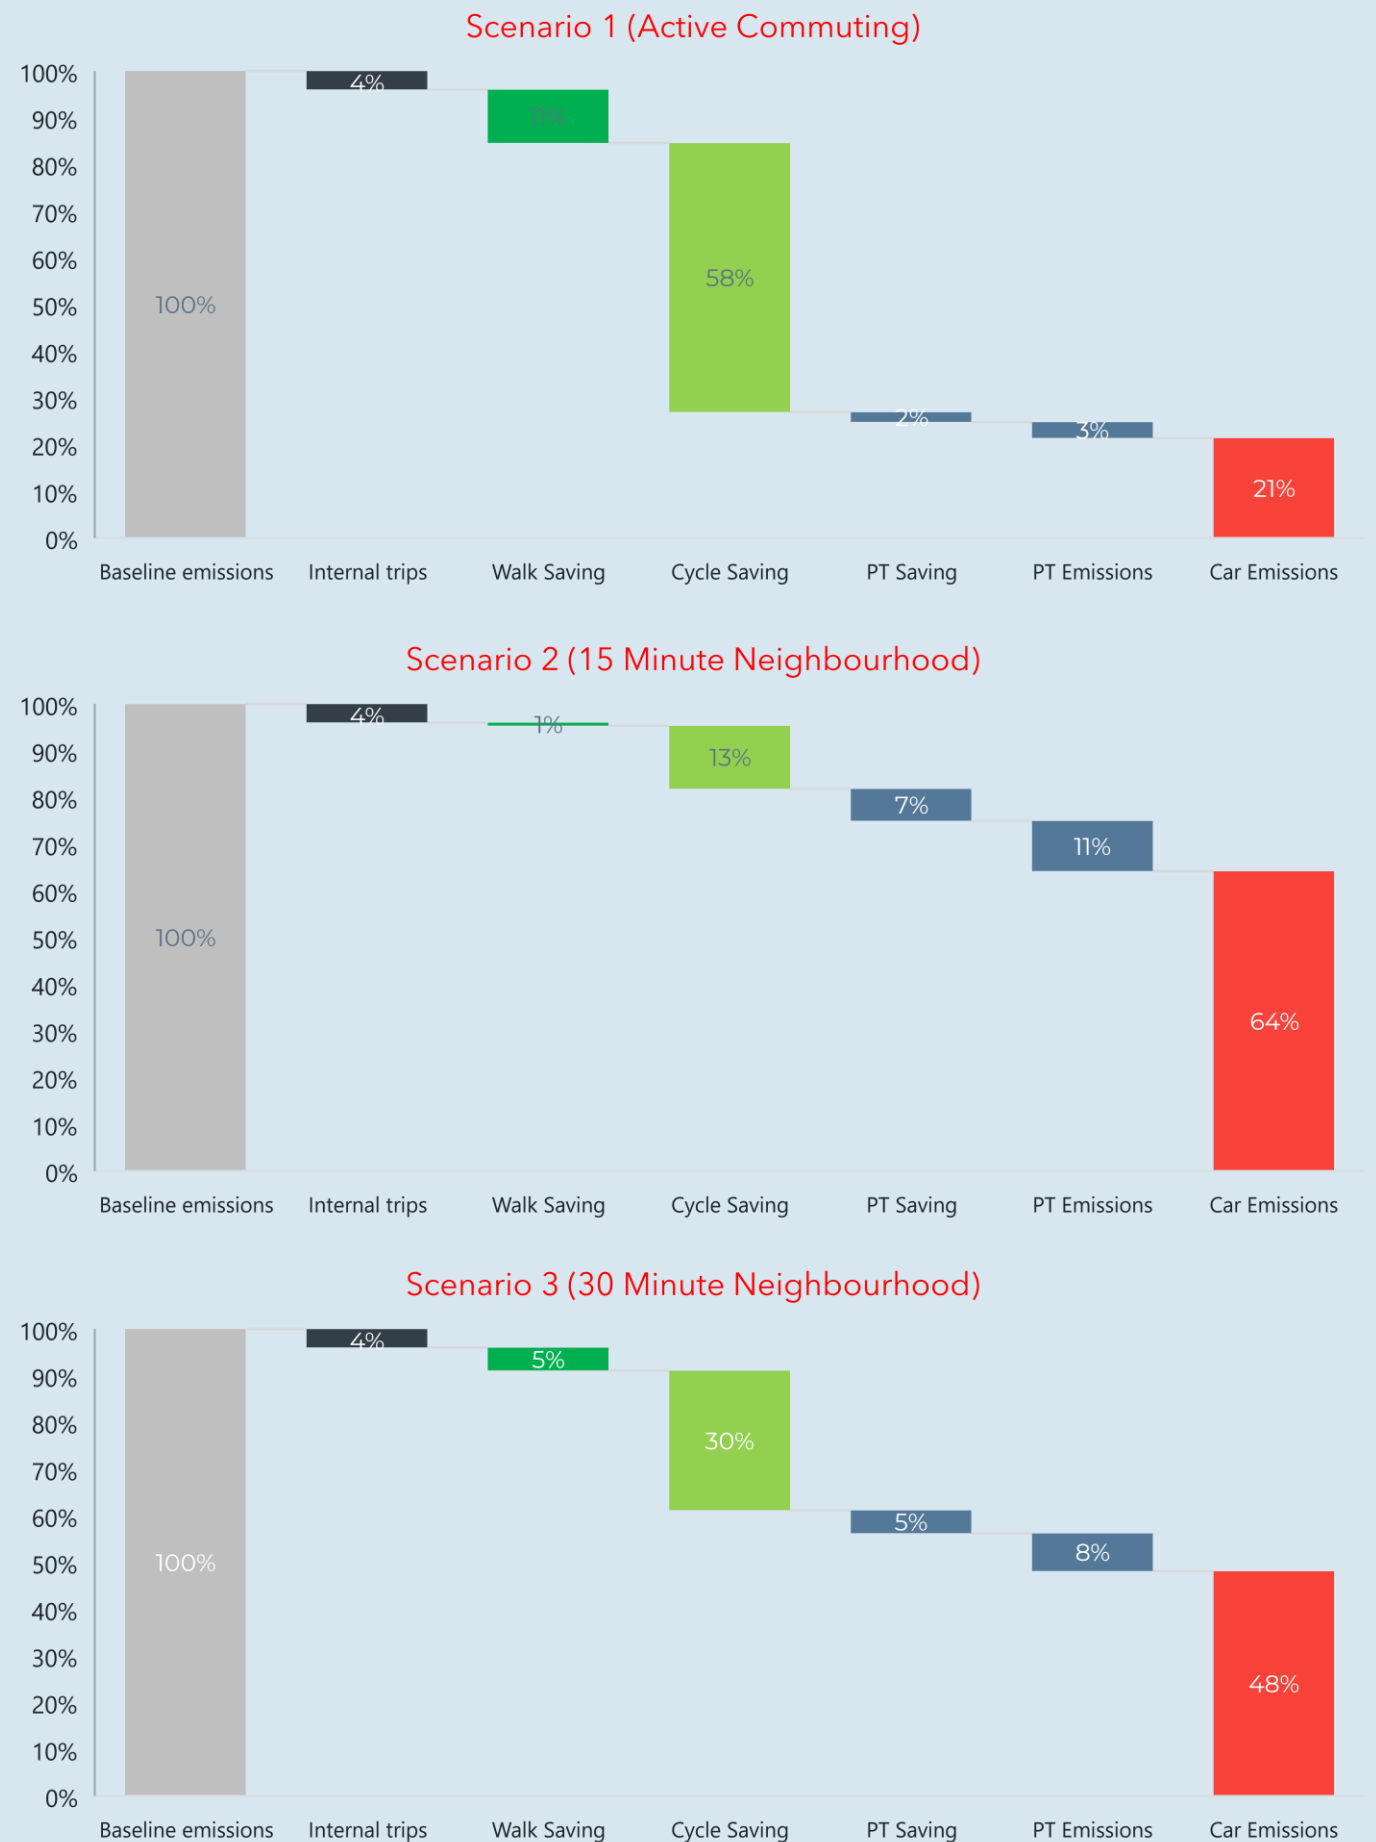 Scenario 1 (Active Commuting)
100%
90%
80%
70%
60%
50%
40%
30%
20%
10%
0%
100%
4%
11%
58%
2%
3%
21%
Baseline emissions
Internal trips
Walk Saving
Cycle Saving
PT Saving
PT Emissions
Car Emissions
Scenario 2 (15 Minute Neighbourhood)
100%
90%
80%
70%
60%
50%
40%
30%
20%
10%
0%
100%
4%
1%
13%
7%
11%
64%
Baseline emissions
Internal trips
Walk Saving
Cycle Saving
PT Saving
PT Emissions
Car Emissions
Scenario 3 (30 Minute Neighbourhood)
100%
90%
80%
70%
60%
50%
40%
30%
20%
10%
0%
100%
4%
5%
30%
5%
8%
48%
Baseline emissions
Internal trips
Walk Saving
Cycle Saving
PT Saving
PT Emissions
Car Emissions